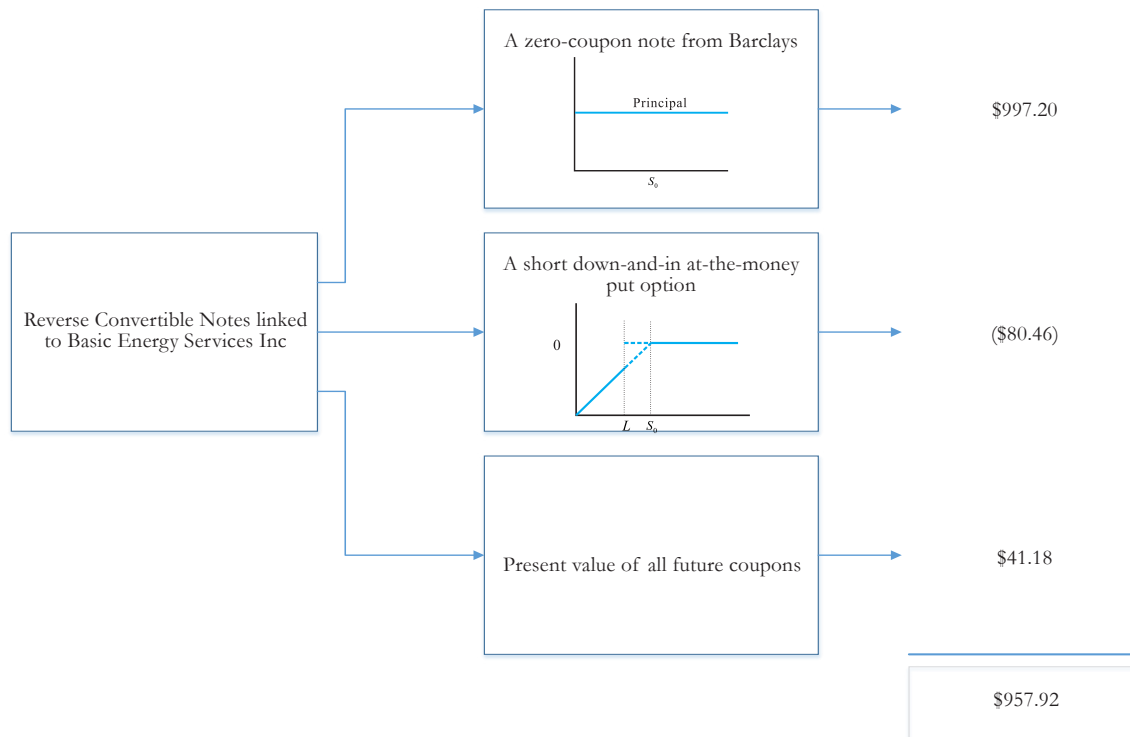 A zero-coupon note from Barclays
Principal
S₀
$997.20
Reverse Convertible Notes linked
to Basic Energy Services Inc
A short down-and-in at-the-money
put option
0
L S₀
($80.46)
Present value of all future coupons
$41.18
$957.92